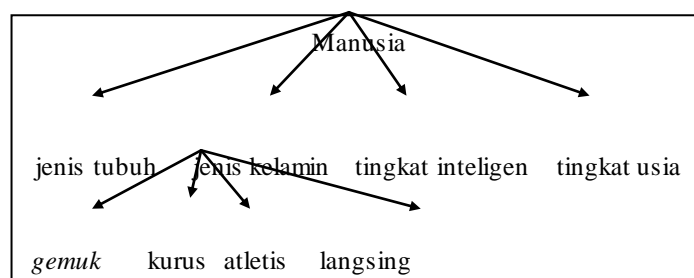 Manusia
jenis tubuh jenis kelamin tingkat inteligen tingkat usia
gemuk kurus atletis langsing